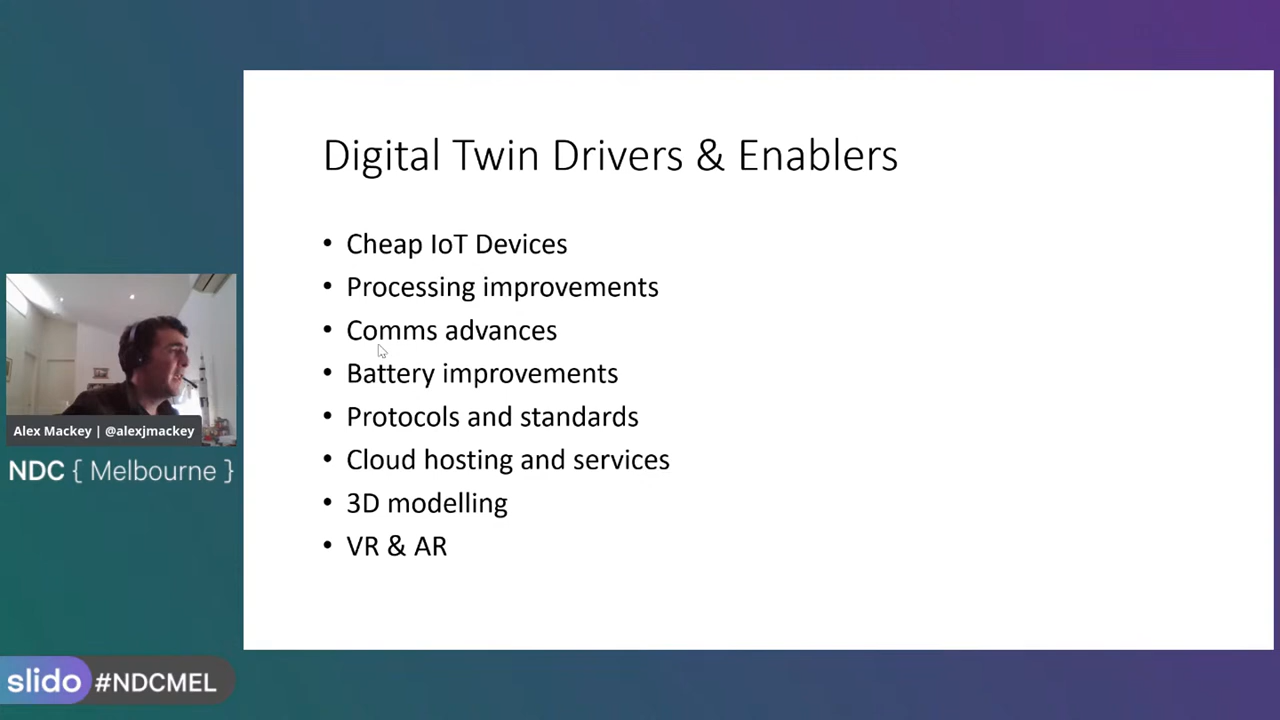 Digital Twin Drivers & Enablers
• Cheap IoT Devices
• Processing improvements
• Comms advances
• Battery improvements
• Protocols and standards
• Cloud hosting and services
• 3D modelling
• VR & AR
Alex Mackey | @alexjmackey
NDC { Melbourne }
slido #NDCMEL